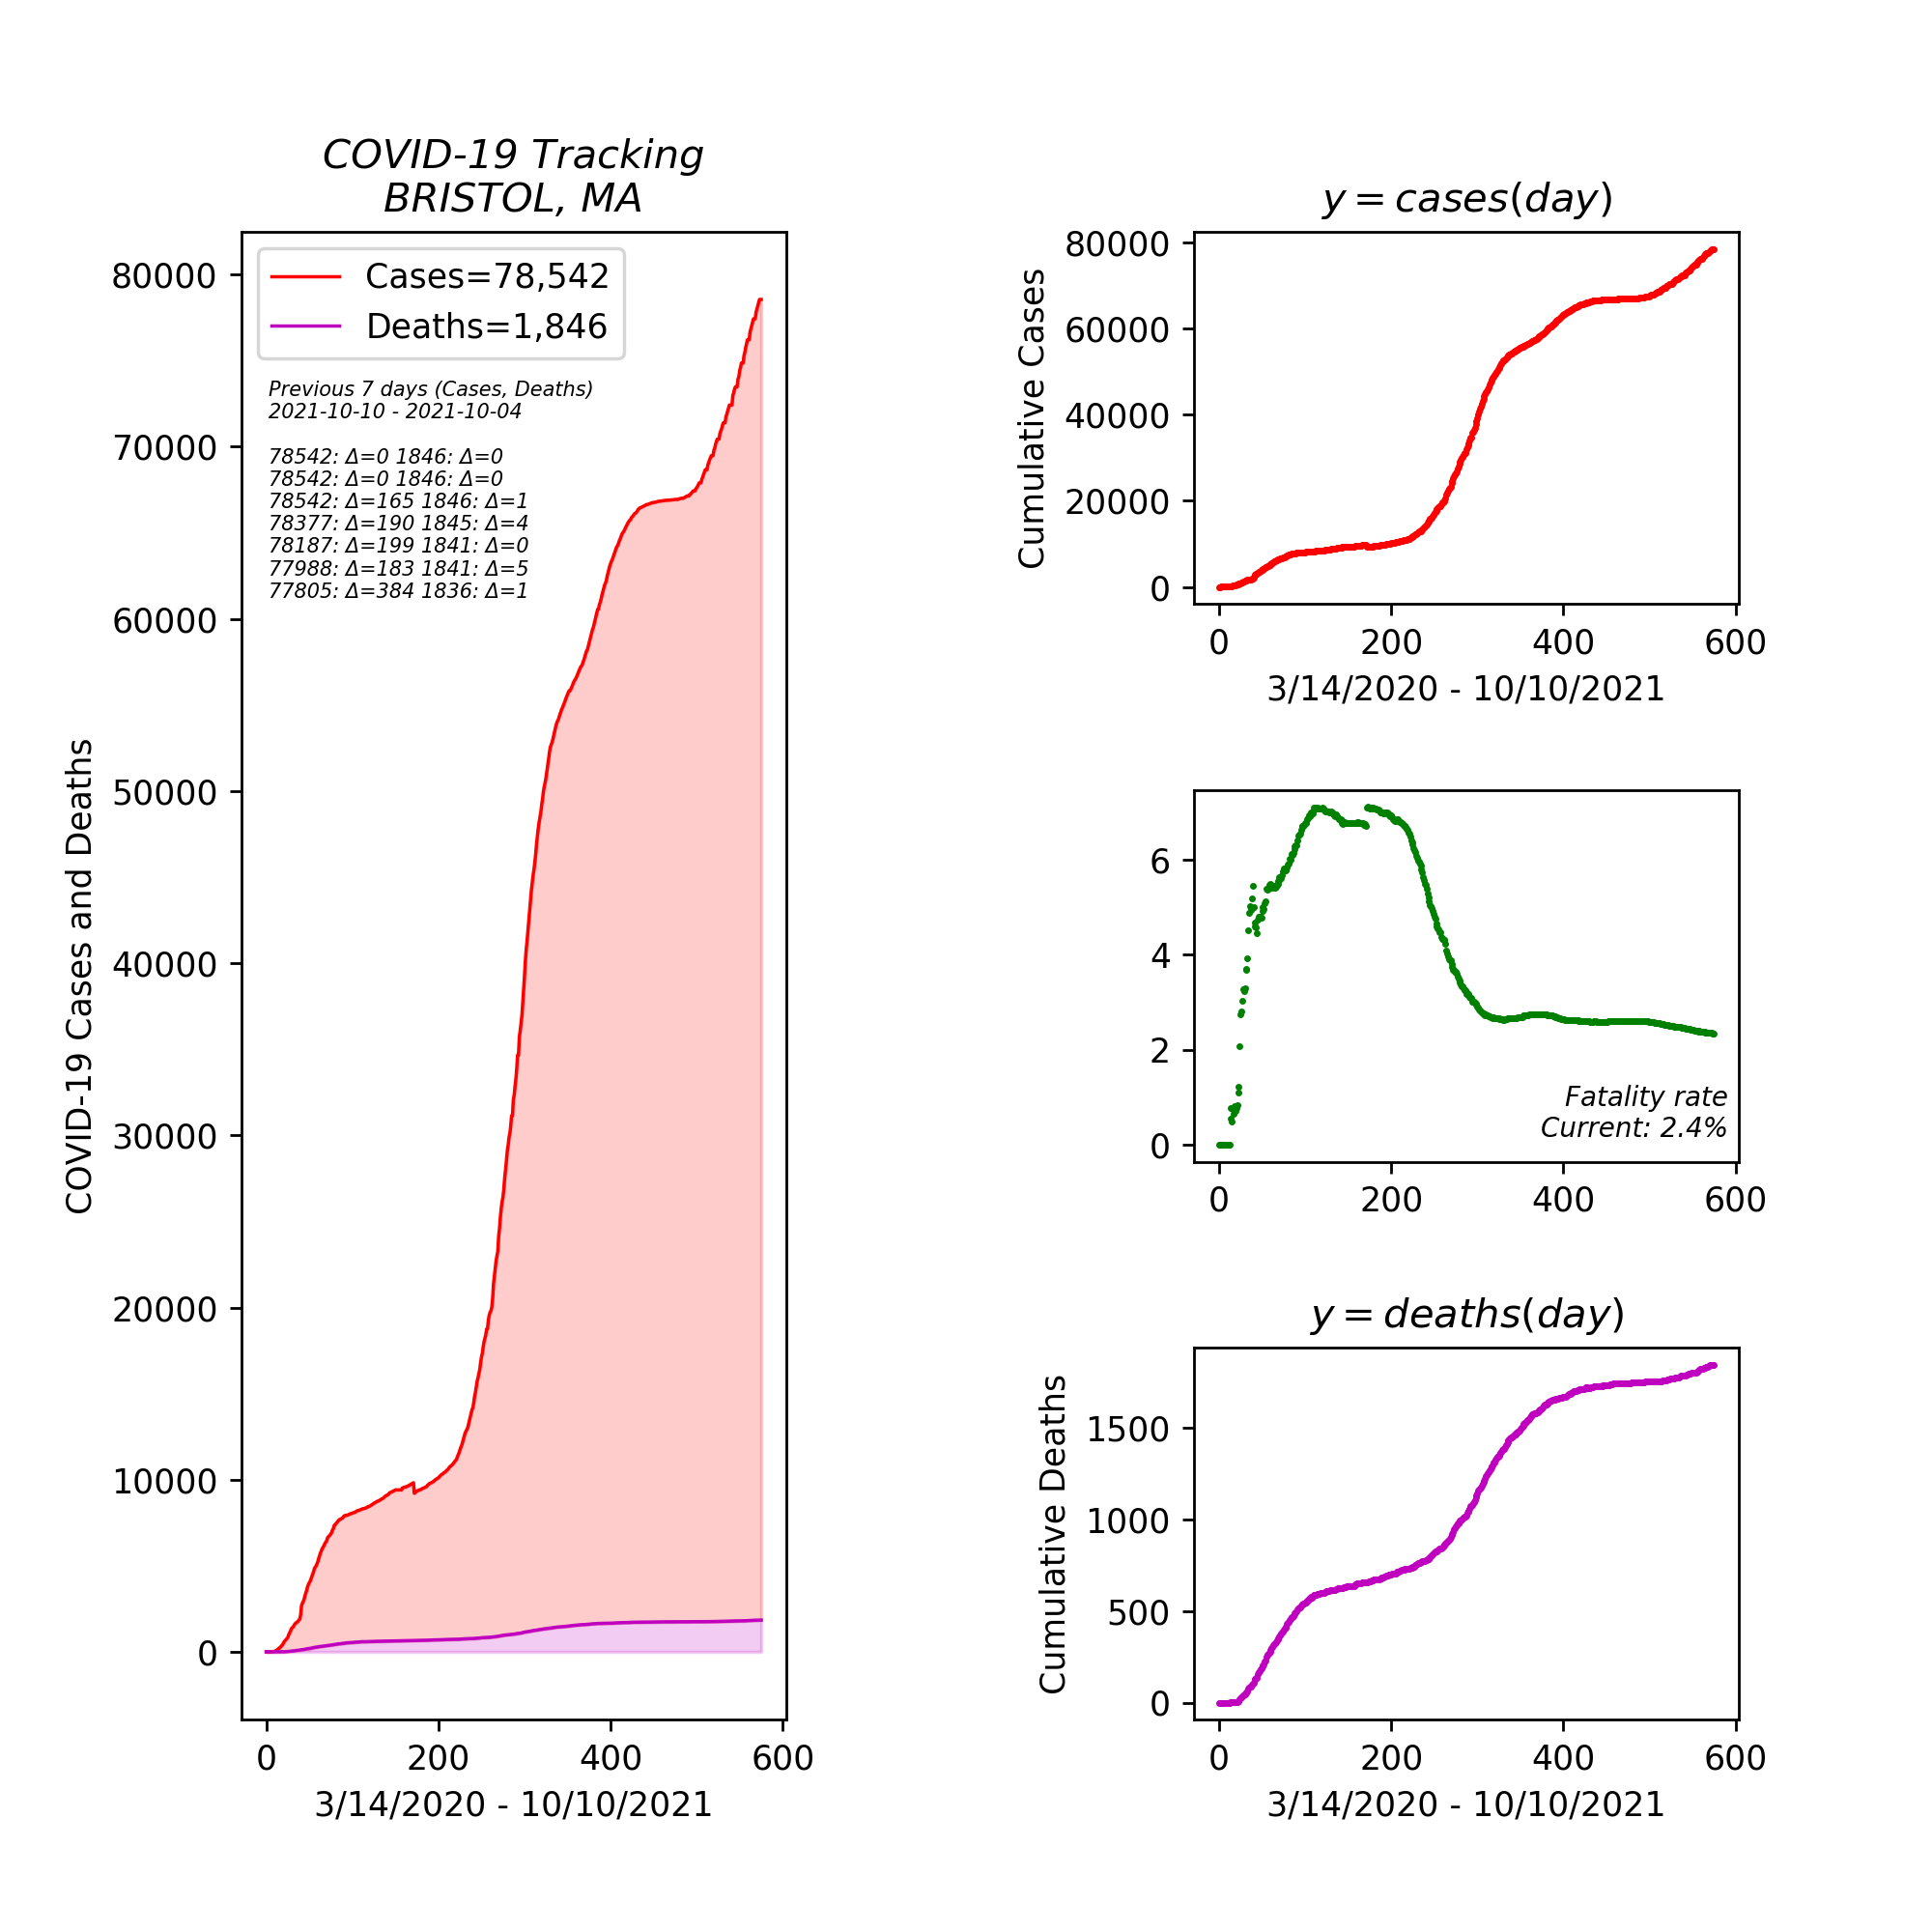 COVID-19 Tracking
BRISTOL, MA
COVID-19 Cases and Deaths
80000
70000
60000
50000
40000
30000
20000
10000
0
Cases=78,542
Deaths=1,846
Previous 7 days (Cases, Deaths)
2021-10-10 - 2021-10-04
78542: Δ=0 1846: Δ=0
78542: Δ=0 1846: Δ=0
78542: Δ=165 1846: Δ=1
78377: Δ=190 1845: Δ=4
78187: Δ=199 1841: Δ=0
77988: Δ=183 1841: Δ=5
77805: Δ=384 1836: Δ=1
0 200 400 600
3/14/2020 - 10/10/2021
y = cases(day)
Cumulative Cases
80000
60000
40000
20000
0
0 200 400 600
3/14/2020 - 10/10/2021
6
4
2
0
Fatality rate
Current: 2.4%
0 200 400 600
y = deaths(day)
Cumulative Deaths
1500
1000
500
0
0 200 400 600
3/14/2020 - 10/10/2021